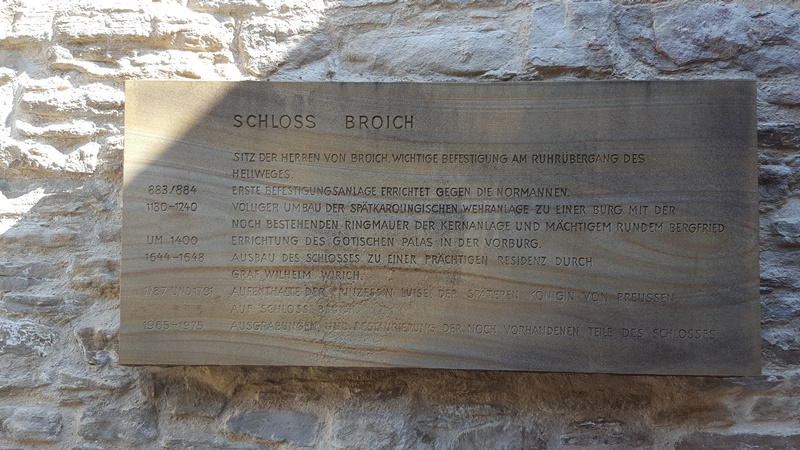 SCHLOSS BROICH
SITZ DER HERREN VON BROICH. WICHTIGE BEFESTIGUNG AM RUHRÜBERGANG DES
HELLWEGES.
883/884 ERSTE BEFESTIGUNGSANLAGE ERRICHTET GEGEN DIE NORMANNEN.
1180-1240 VÖLLIGER UMBAU DER SPÄTKAROLINGISCHEN WEHRANLAGE ZU EINER BURG MIT DER
NOCH BESTEHENDEN RINGMAUER DER KERNANLAGE UND MÄCHTIGEM RUNDEM BERGFRIED
UM 1400 ERRICHTUNG DES GOTISCHEN PALAS IN DER VORBURG.
1644-1648 AUSBAU DES SCHLOSSES ZU EINER PRÄCHTIGEN RESIDENZ DURCH
GRAF WILHELM WIRICH.
1787 UND 1791 AUFENTHALTE DER PRINZESSIN LUISE, DER SPÄTEREN KÖNIGIN VON PREUSSEN,
AUF SCHLOSS BROICH.
1965-1975 AUSGRABUNGEN UND RESTAURIERUNG DER NOCH VORHANDENEN TEILE DES SCHLOSSES